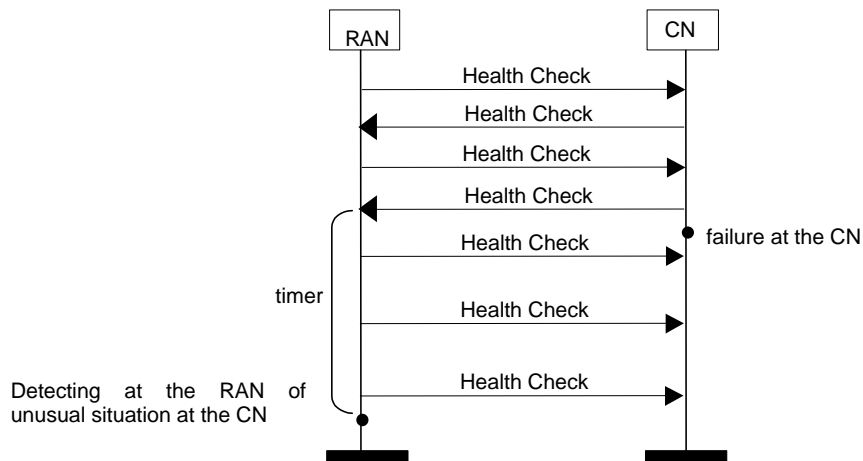 RAN
CN
Health Check
Health Check
Health Check
Health Check
failure at the CN
Health Check
timer
Health Check
Health Check
Detecting at the RAN of
unusual situation at the CN